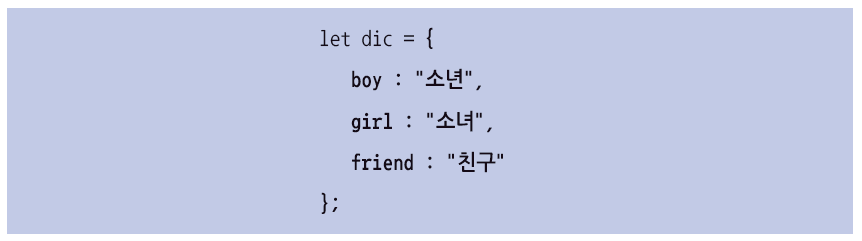 let dic = {
boy : "소년",
girl : "소녀",
friend : "친구"
};